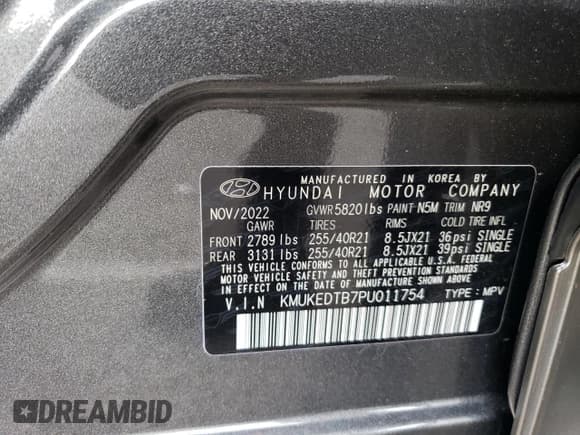 MANUFACTURED IN KOREA BY
HYUNDAI MOTOR COMPANY
NOV/2022 GVWR 5820 lbs PAINT N5M TRIM NR9
GAWR TIRES RIMS COLD TIRE INFL
FRONT 2789 lbs 255/40R21 8.5JX21 36psi SINGLE
REAR 3131 lbs 255/40R21 8.5JX21 39psi SINGLE
THIS VEHICLE CONFORMS TO ALL APPLICABLE U.S.A. FEDERAL
MOTOR VEHICLE SAFETY AND THEFT PREVENTION STANDARDS
IN EFFECT ON THE DATE OF MANUFACTURE SHOWN ABOVE.
V.I.N KMUKEDTB7PU011754 TYPE : MPV
DREAMBID